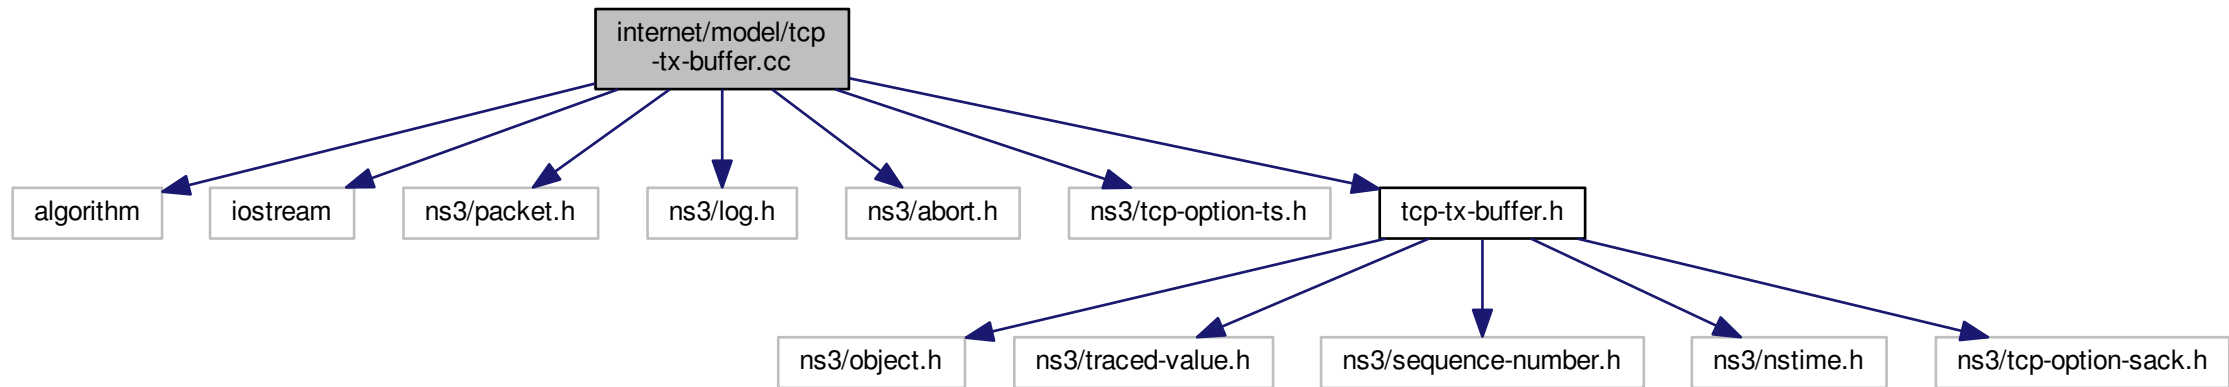 internet/model/tcp
-tx-buffer.cc
algorithm
iostream
ns3/packet.h
ns3/log.h
ns3/abort.h
ns3/tcp-option-ts.h
tcp-tx-buffer.h
ns3/object.h
ns3/traced-value.h
ns3/sequence-number.h
ns3/nstime.h
ns3/tcp-option-sack.h